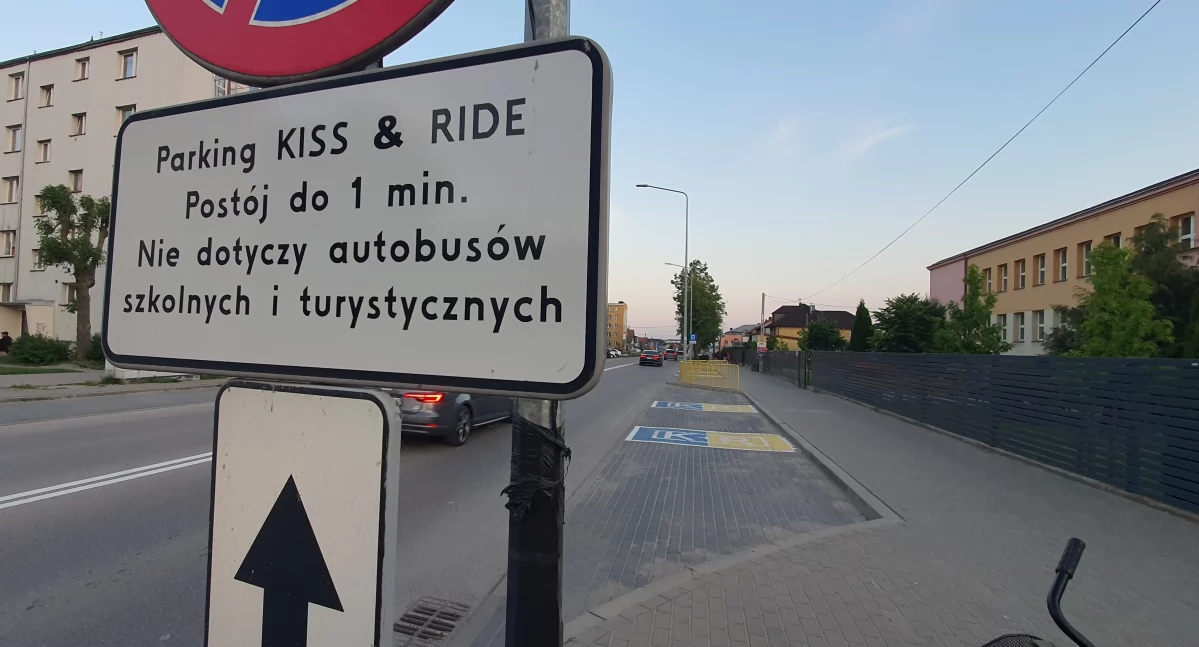 Parking KISS & RIDE
Postój do 1 min.
Nie dotyczy autobusów
szkolnych i turystycznych